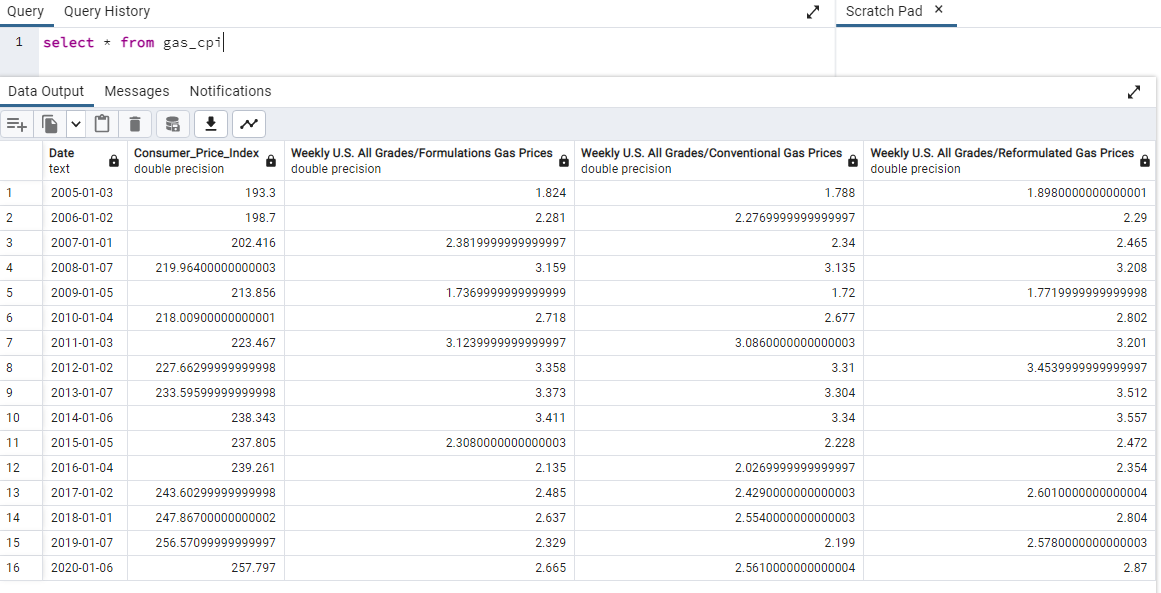 Query Query History Scratch Pad ×
1 select * from gas_cpi
Data Output Messages Notifications
Date Consumer_Price_Index Weekly U.S. All Grades/Formulations Gas Prices Weekly U.S. All Grades/Conventional Gas Prices Weekly U.S. All Grades/Reformulated Gas Prices
text double precision double precision double precision double precision
1 2005-01-03 193.3 1.824 1.788 1.8980000000000001
2 2006-01-02 198.7 2.281 2.2769999999999997 2.29
3 2007-01-01 202.416 2.3819999999999997 2.34 2.465
4 2008-01-07 219.96400000000003 3.159 3.135 3.208
5 2009-01-05 213.856 1.7369999999999999 1.72 1.7719999999999998
6 2010-01-04 218.00900000000001 2.718 2.677 2.802
7 2011-01-03 223.467 3.1239999999999997 3.0860000000000003 3.201
8 2012-01-02 227.66299999999998 3.358 3.31 3.4539999999999997
9 2013-01-07 233.59599999999998 3.373 3.304 3.512
10 2014-01-06 238.343 3.411 3.34 3.557
11 2015-01-05 237.805 2.3080000000000003 2.228 2.472
12 2016-01-04 239.261 2.135 2.0269999999999997 2.354
13 2017-01-02 243.60299999999998 2.485 2.4290000000000003 2.6010000000000004
14 2018-01-01 247.86700000000002 2.637 2.5540000000000003 2.804
15 2019-01-07 256.57099999999997 2.329 2.199 2.5780000000000003
16 2020-01-06 257.797 2.665 2.5610000000000004 2.87